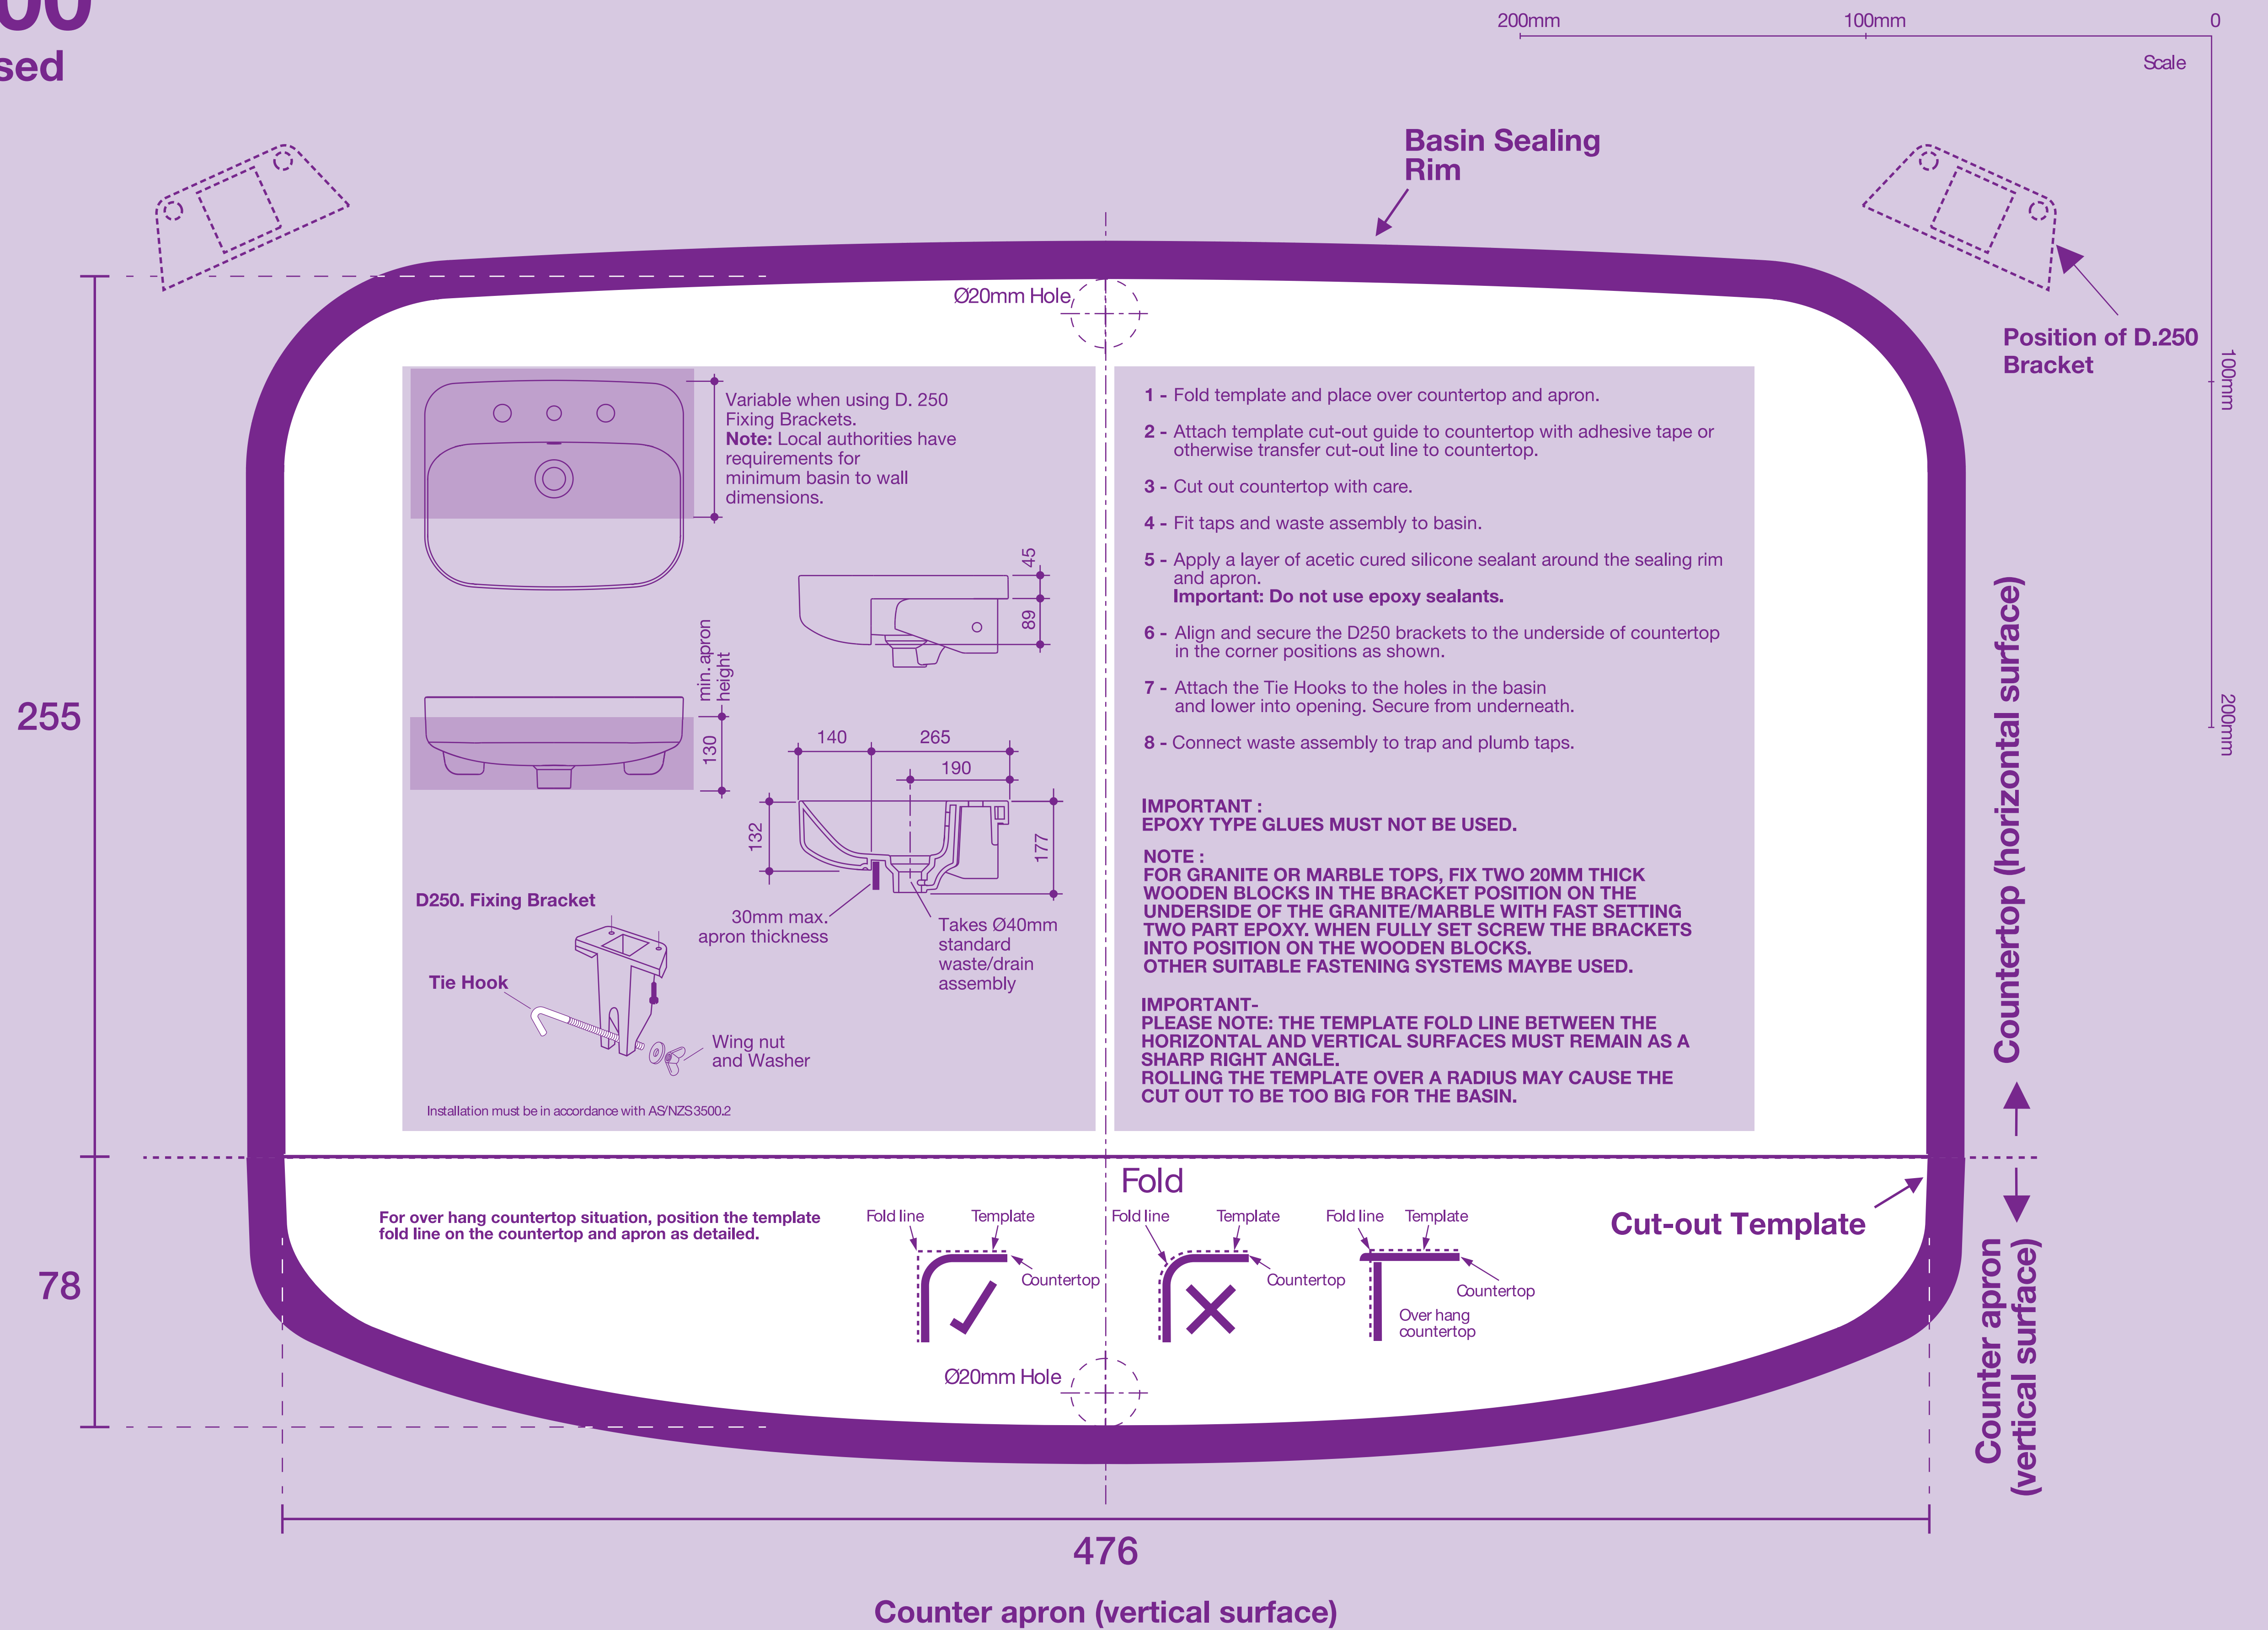 00
sed
200mm
100mm
0
Scale
100mm
200mm
Basin Sealing
Rim
Position of D.250
Bracket
Ø20mm Hole
Variable when using D. 250
Fixing Brackets.
Note: Local authorities have
requirements for
minimum basin to wall
dimensions.
45
89
min. apron
height
130
140
265
190
132
177
30mm max.
apron thickness
Takes Ø40mm
standard
waste/drain
assembly
D250. Fixing Bracket
Tie Hook
Wing nut
and Washer
Installation must be in accordance with AS/NZS3500.2
1 - Fold template and place over countertop and apron.
2 - Attach template cut-out guide to countertop with adhesive tape or
otherwise transfer cut-out line to countertop.
3 - Cut out countertop with care.
4 - Fit taps and waste assembly to basin.
5 - Apply a layer of acetic cured silicone sealant around the sealing rim
and apron.
Important: Do not use epoxy sealants.
6 - Align and secure the D250 brackets to the underside of countertop
in the corner positions as shown.
7 - Attach the Tie Hooks to the holes in the basin
and lower into opening. Secure from underneath.
8 - Connect waste assembly to trap and plumb taps.
IMPORTANT :
EPOXY TYPE GLUES MUST NOT BE USED.
NOTE :
FOR GRANITE OR MARBLE TOPS, FIX TWO 20MM THICK
WOODEN BLOCKS IN THE BRACKET POSITION ON THE
UNDERSIDE OF THE GRANITE/MARBLE WITH FAST SETTING
TWO PART EPOXY. WHEN FULLY SET SCREW THE BRACKETS
INTO POSITION ON THE WOODEN BLOCKS.
OTHER SUITABLE FASTENING SYSTEMS MAYBE USED.
IMPORTANT-
PLEASE NOTE: THE TEMPLATE FOLD LINE BETWEEN THE
HORIZONTAL AND VERTICAL SURFACES MUST REMAIN AS A
SHARP RIGHT ANGLE.
ROLLING THE TEMPLATE OVER A RADIUS MAY CAUSE THE
CUT OUT TO BE TOO BIG FOR THE BASIN.
255
78
Countertop (horizontal surface)
Counter apron
(vertical surface)
Fold
For over hang countertop situation, position the template
fold line on the countertop and apron as detailed.
Fold line
Template
Countertop
Fold line
Template
Countertop
Fold line
Template
Countertop
Over hang
countertop
Cut-out Template
Ø20mm Hole
476
Counter apron (vertical surface)